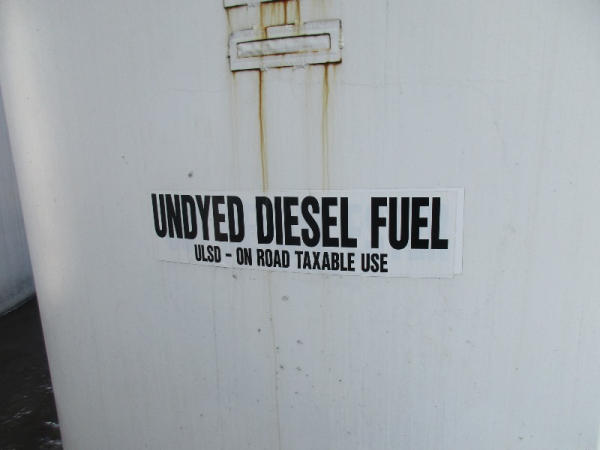 UNDYED DIESEL FUEL
ULSD - ON ROAD TAXABLE USE